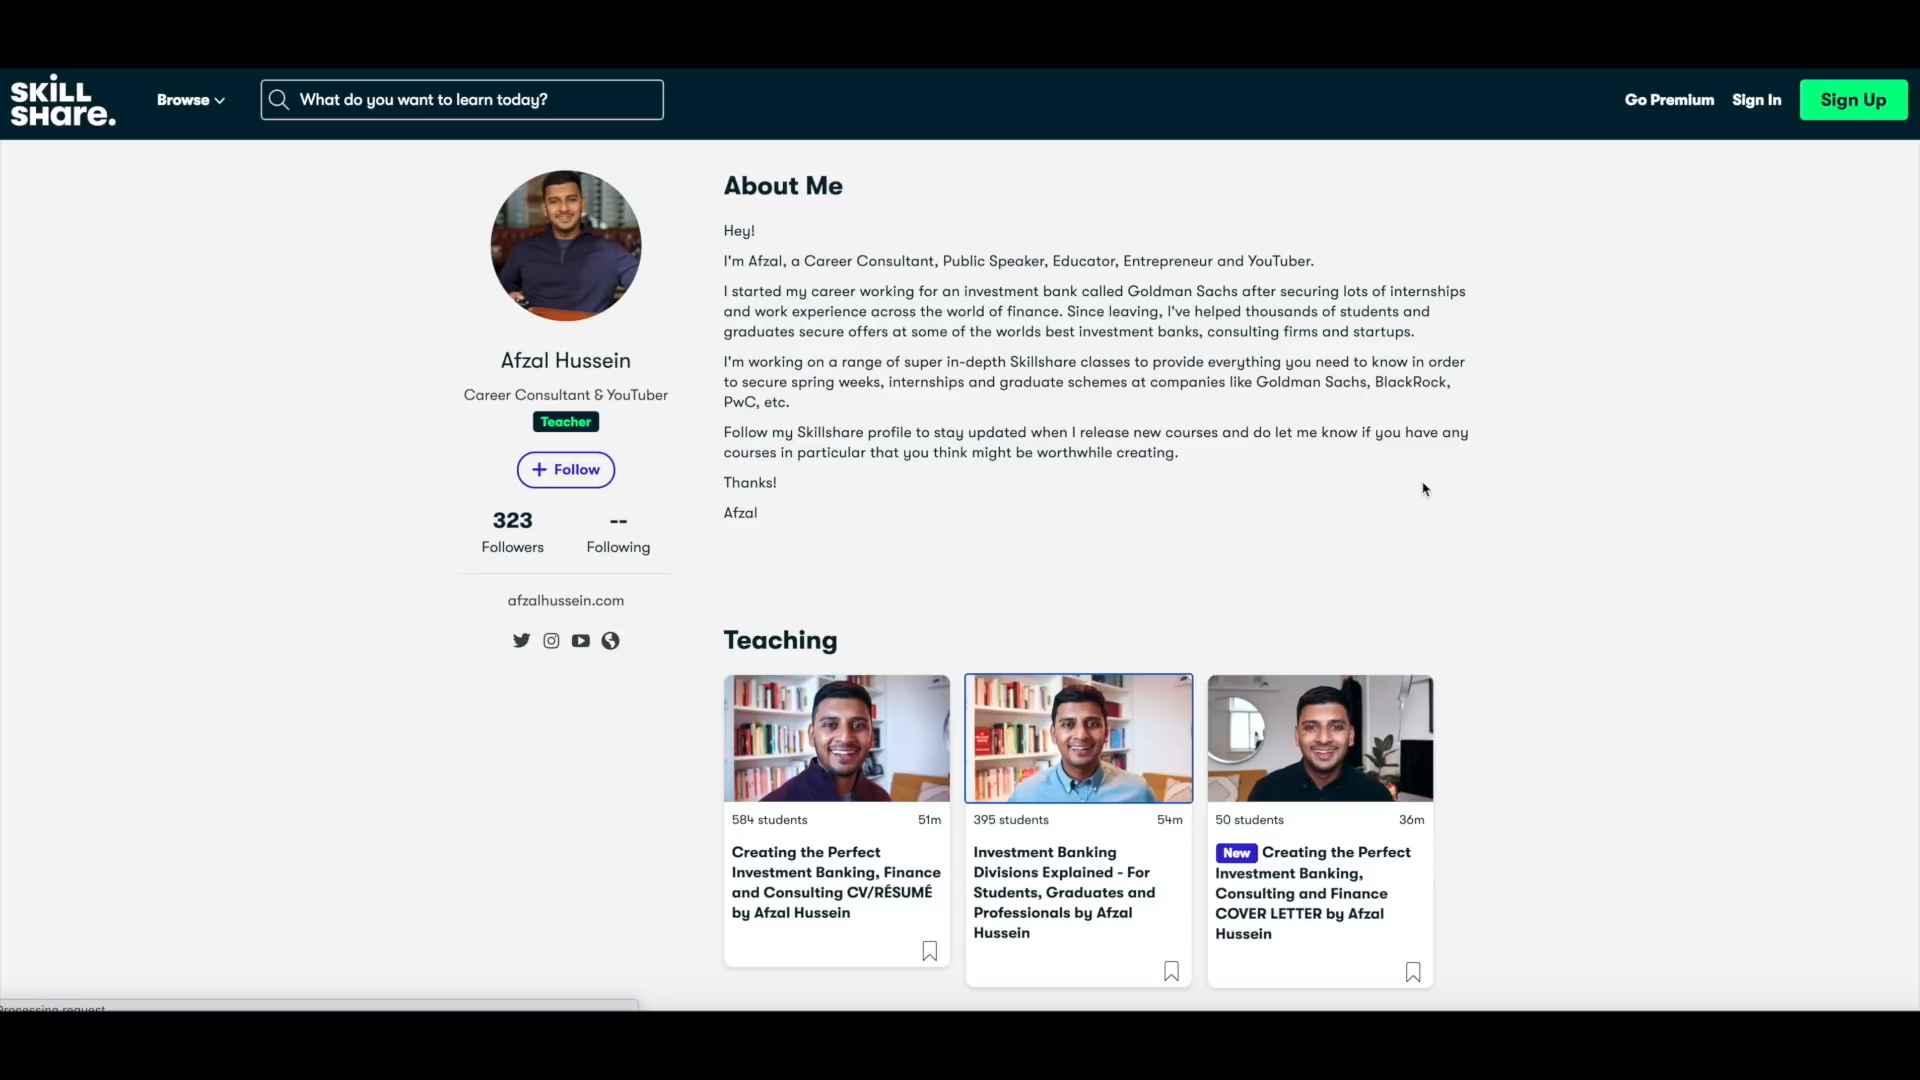 SKILL
SHare.
Browse
What do you want to learn today?
Go Premium
Sign In
Sign Up
Afzal Hussein
Career Consultant & YouTuber
Teacher
+ Follow
323
--
Followers
Following
afzalhussein.com
About Me
Hey!
I'm Afzal, a Career Consultant, Public Speaker, Educator, Entrepreneur and YouTuber.
I started my career working for an investment bank called Goldman Sachs after securing lots of internships
and work experience across the world of finance. Since leaving, I've helped thousands of students and
graduates secure offers at some of the worlds best investment banks, consulting firms and startups.
I'm working on a range of super in-depth Skillshare classes to provide everything you need to know in order
to secure spring weeks, internships and graduate schemes at companies like Goldman Sachs, BlackRock,
PwC, etc.
Follow my Skillshare profile to stay updated when I release new courses and do let me know if you have any
courses in particular that you think might be worthwhile creating.
Thanks!
Afzal
Teaching
584 students
51m
Creating the Perfect
Investment Banking, Finance
and Consulting CV/RÉSUMÉ
by Afzal Hussein
395 students
54m
Investment Banking
Divisions Explained - For
Students, Graduates and
Professionals by Afzal
Hussein
50 students
36m
New Creating the Perfect
Investment Banking,
Consulting and Finance
COVER LETTER by Afzal
Hussein
Processing request